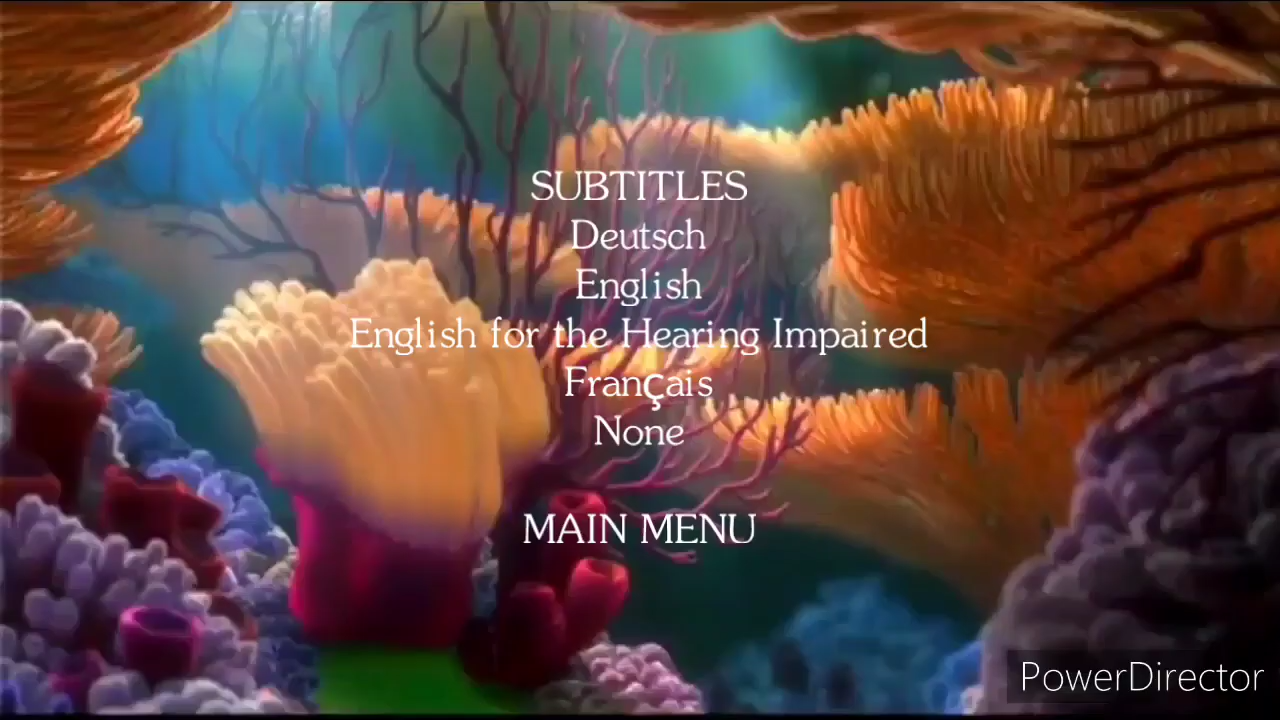 SUBTITLES
Deutsch
English
English for the Hearing Impaired
Français
None
MAIN MENU
PowerDirector